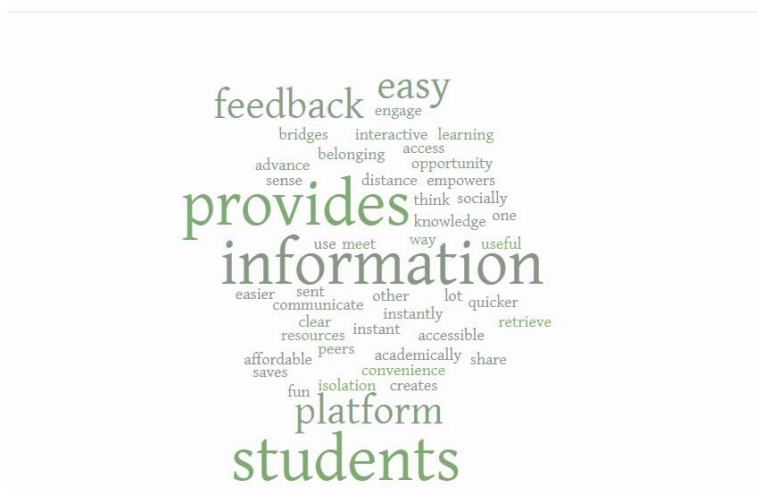 easy
feedback engage
bridges interactive learning
belonging access
advance opportunity
sense distance empowers
provides think socially
knowledge one
use meet way useful
information
easier sent other lot quicker
communicate instantly
clear retrieve
resources instant accessible
peers
affordable academically share
saves convenience
fun isolation creates
platform
students